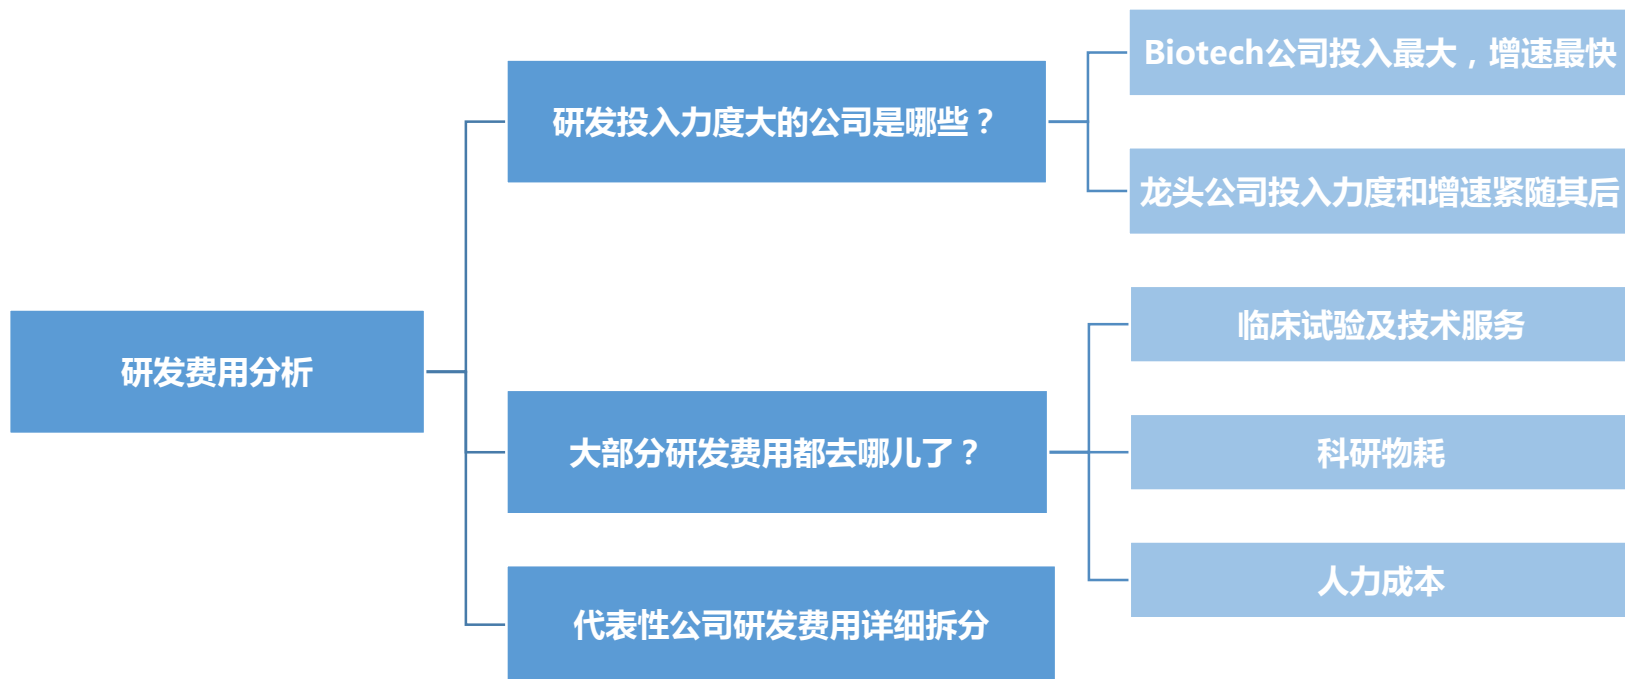 研发费用分析
研发投入力度大的公司是哪些？
Biotech公司投入最大，增速最快
龙头公司投入力度和增速紧随其后
大部分研发费用都去哪儿了？
临床试验及技术服务
科研物耗
人力成本
代表性公司研发费用详细拆分